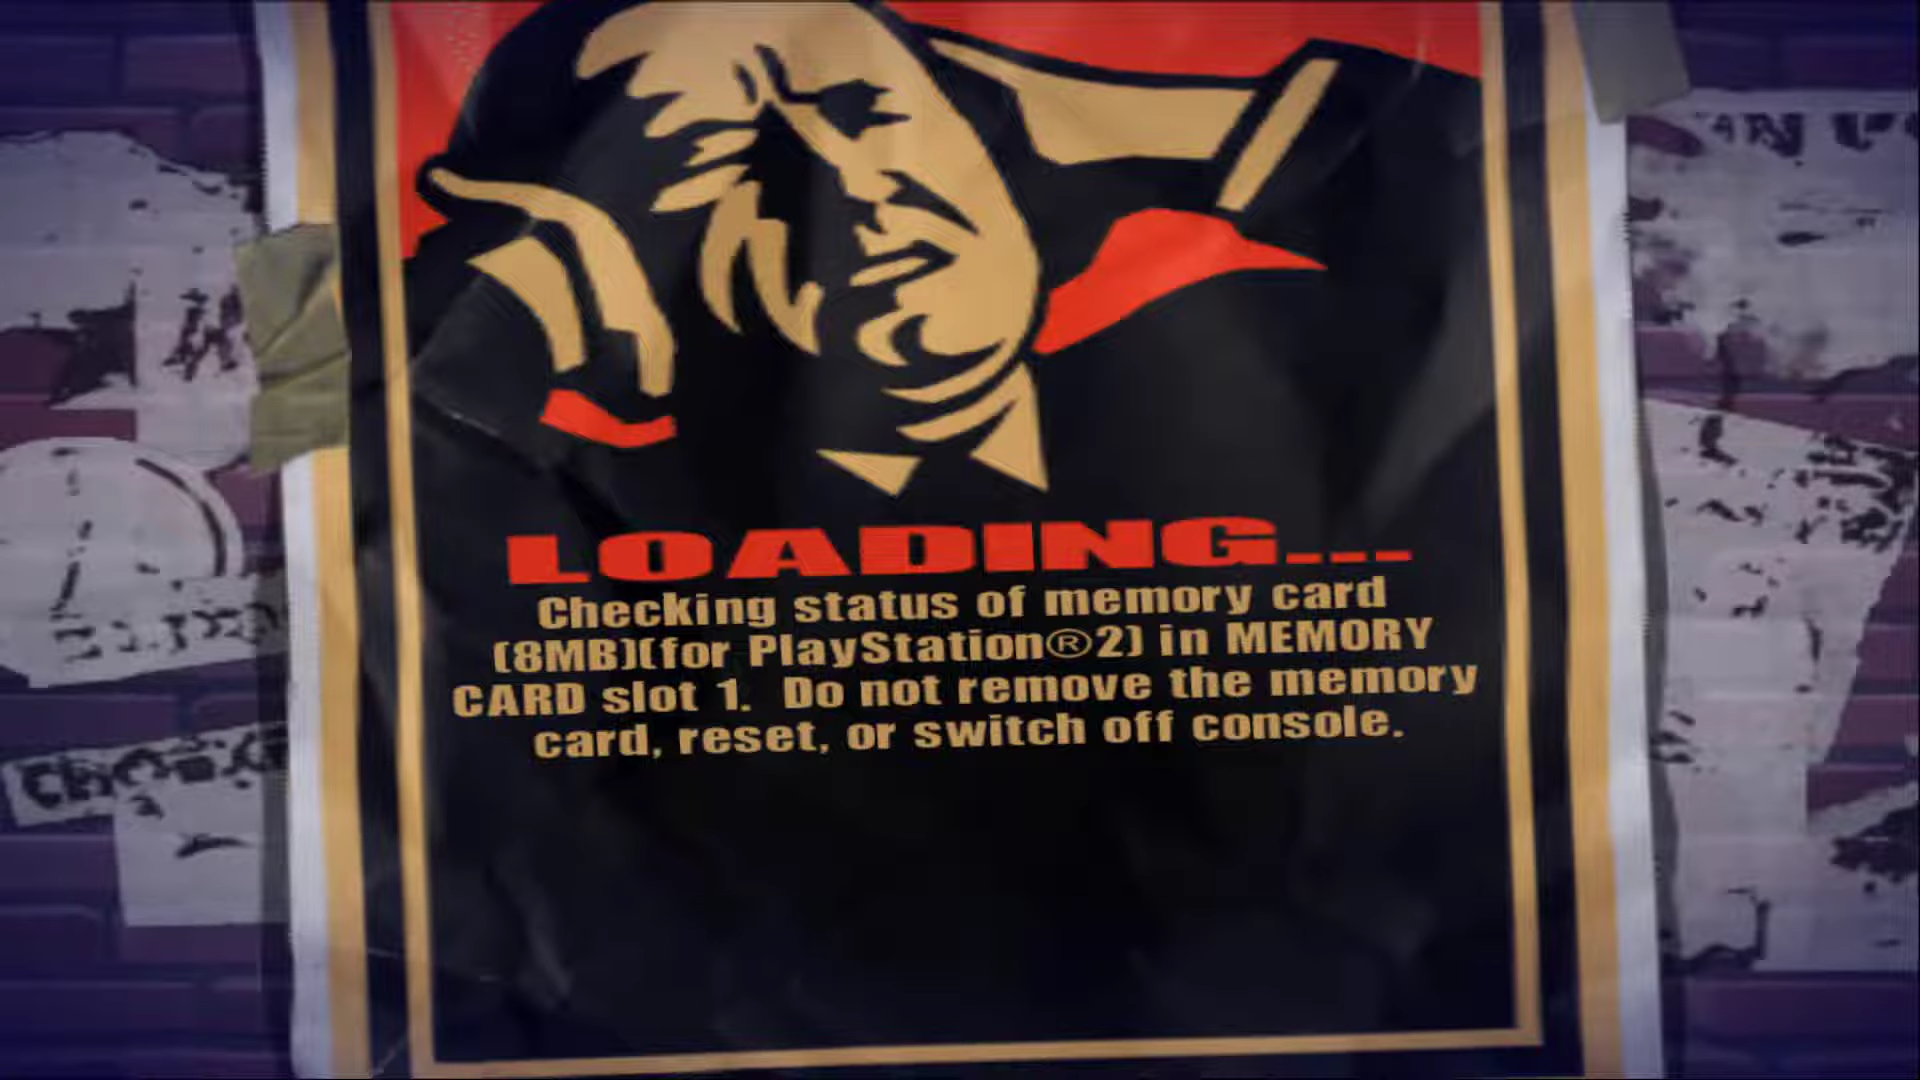 LOADING...
Checking status of memory card
(8MB)(for PlayStation®2) in MEMORY
CARD slot 1.  Do not remove the memory
card, reset, or switch off console.